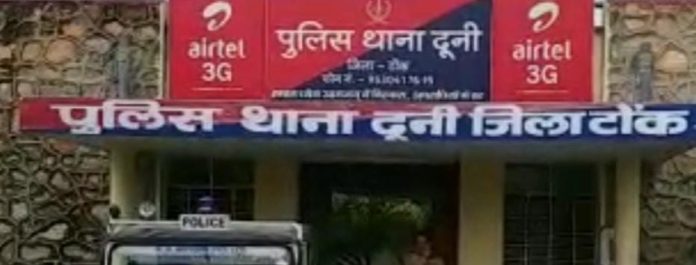 airtel
3G
पुलिस थाना दूनी
जिला - टोंक
फोन नं. -
airtel
3G
पुलिस थाना दूनी जिला टोंक
POLICE